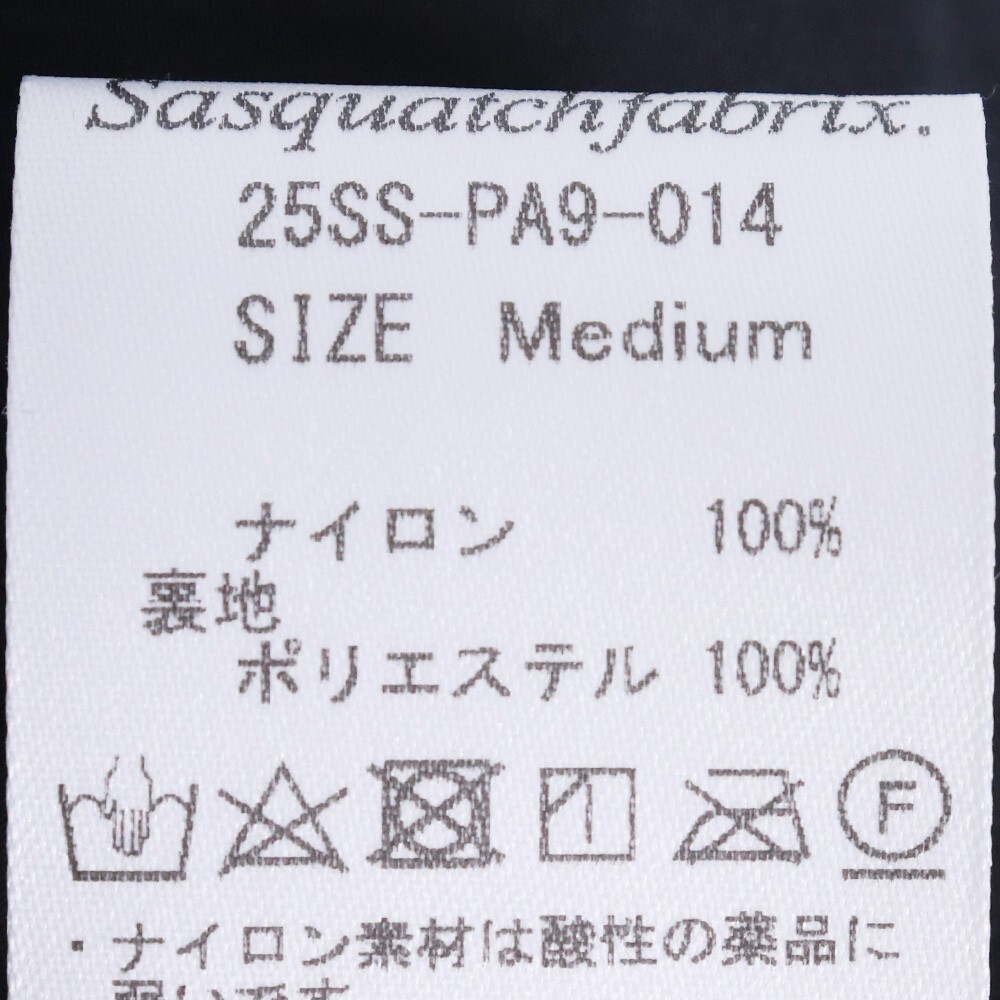 Sasquatchfabrix.
25SS-PA9-014
SIZE Medium
ナイロン 100%
裏地
ポリエステル 100%
F
・ナイロン素材は酸性の薬品に